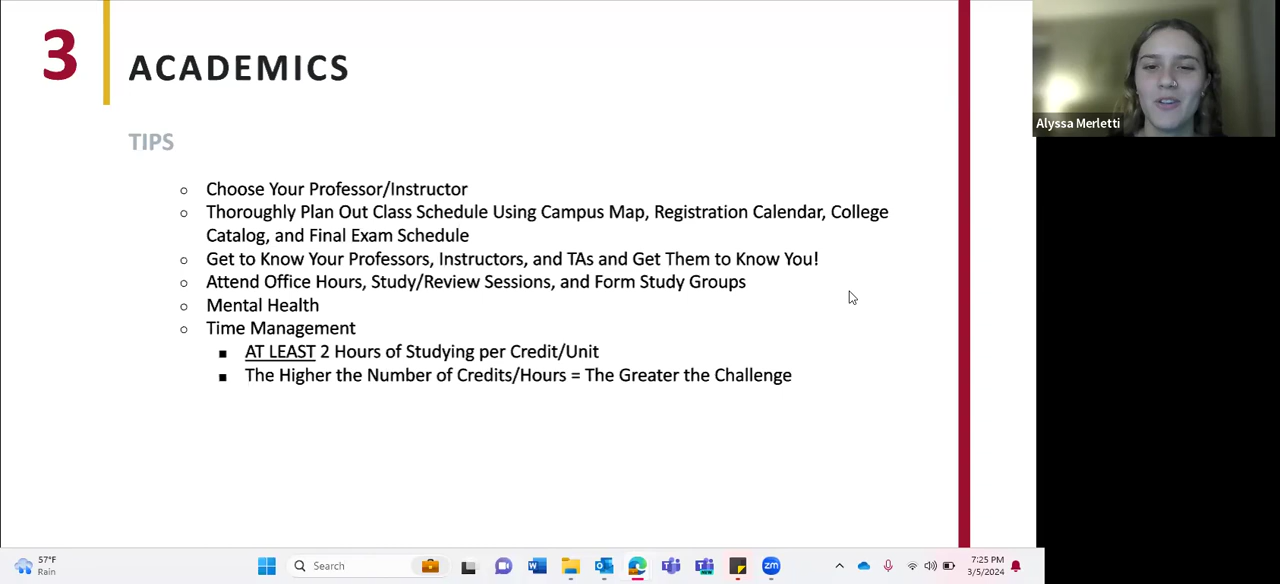 3
ACADEMICS
TIPS
Choose Your Professor/Instructor
Thoroughly Plan Out Class Schedule Using Campus Map, Registration Calendar, College
Catalog, and Final Exam Schedule
Get to Know Your Professors, Instructors, and TAs and Get Them to Know You!
Attend Office Hours, Study/Review Sessions, and Form Study Groups
Mental Health
Time Management
AT LEAST 2 Hours of Studying per Credit/Unit
The Higher the Number of Credits/Hours = The Greater the Challenge
Alyssa Merletti
57°F
Rain
Search
zm
7:25 PM
3/5/2024